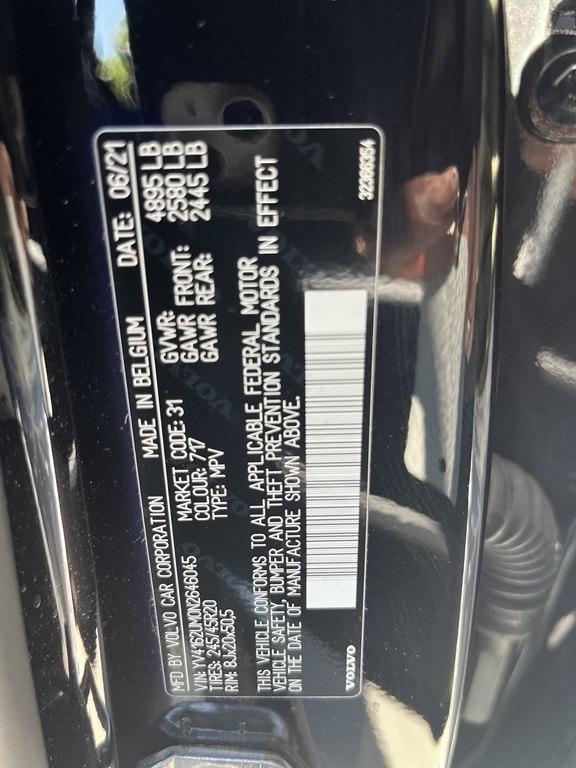 MFD BY VOLVO CAR CORPORATION MADE IN BELGIUM DATE: 06/21
VIN: YV4162UM0N2646045 MARKET CODE: 31 GVWR: 4895 LB
TIRES: 245/45R20 COLOUR: 717 GAWR FRONT: 2580 LB
RIM: 8Jx20x50.5 TYPE: MPV GAWR REAR: 2445 LB
THIS VEHICLE CONFORMS TO ALL APPLICABLE FEDERAL MOTOR
VEHICLE SAFETY, BUMPER AND THEFT PREVENTION STANDARDS IN EFFECT
ON THE DATE OF MANUFACTURE SHOWN ABOVE.
VOLVO 32366354